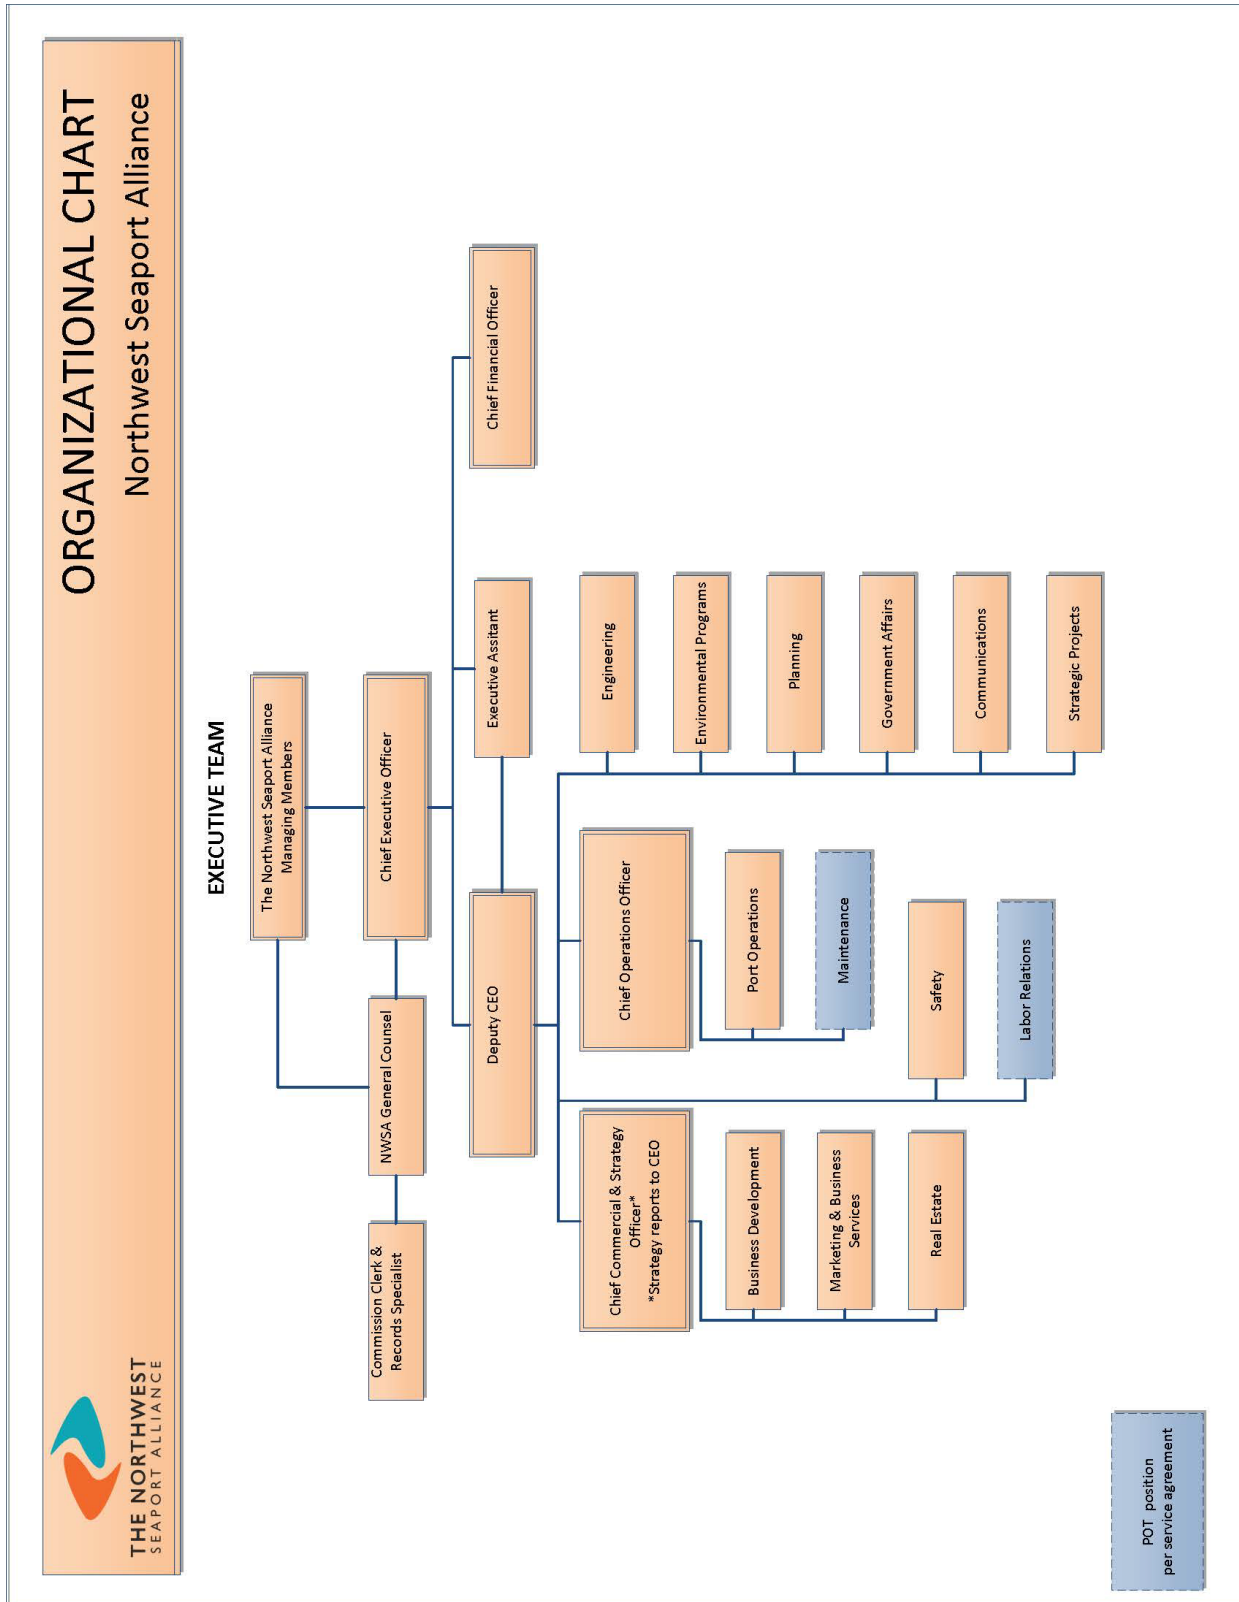 THE NORTHWEST
SEAPORT ALLIANCE
ORGANIZATIONAL CHART
Northwest Seaport Alliance
EXECUTIVE TEAM
The Northwest Seaport Alliance
Managing Members
Commission Clerk &
Records Specialist
NWSA General Counsel
Chief Executive Officer
Deputy CEO
Executive Assitant
Chief Financial Officer
Chief Commercial & Strategy
Officer*
*Strategy reports to CEO
Business Development
Marketing & Business
Services
Real Estate
Safety
Labor Relations
Chief Operations Officer
Port Operations
Maintenance
Engineering
Environmental Programs
Planning
Government Affairs
Communications
Strategic Projects
POT position
per service agreement